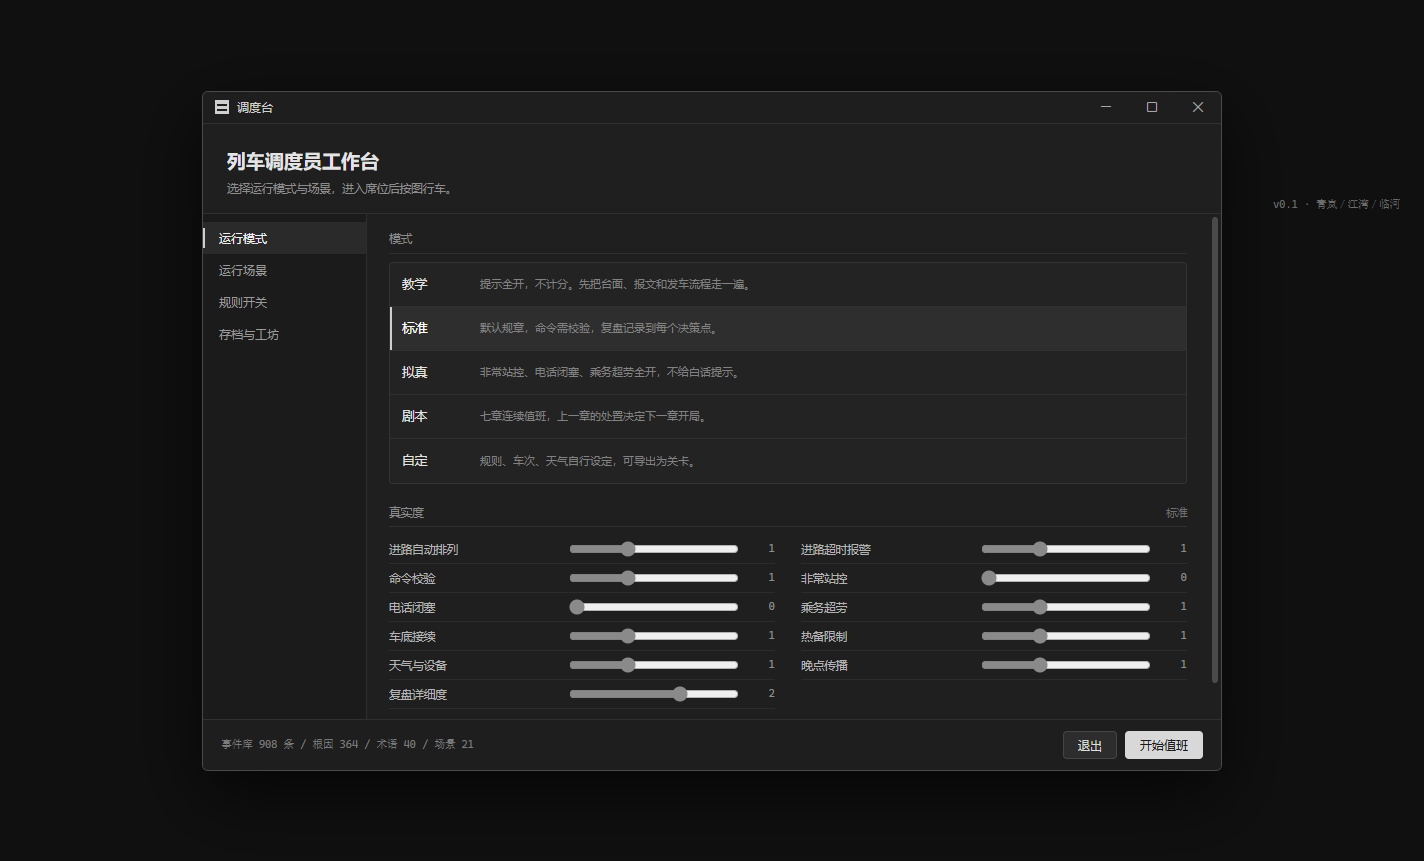 调度台
列车调度员工作台
选择运行模式与场景，进入席位后按图行车。
v0.1 · 青岚/江湾/临河
运行模式
运行场景
规则开关
存档与工坊
模式
教学 提示全开，不计分。先把台面、报文和发车流程走一遍。
标准 默认规章，命令需校验，复盘记录到每个决策点。
拟真 非常站控、电话闭塞、乘务超劳全开，不给白话提示。
剧本 七章连续值班，上一章的处置决定下一章开局。
自定 规则、车次、天气自行设定，可导出为关卡。
真实度 标准
进路自动排列 1 进路超时报警 1
命令校验 1 非常站控 0
电话闭塞 0 乘务超劳 1
车底接续 1 热备限制 1
天气与设备 1 晚点传播 1
复盘详细度 2
事件库 908 条 / 根因 364 / 术语 40 / 场景 21
退出 开始值班